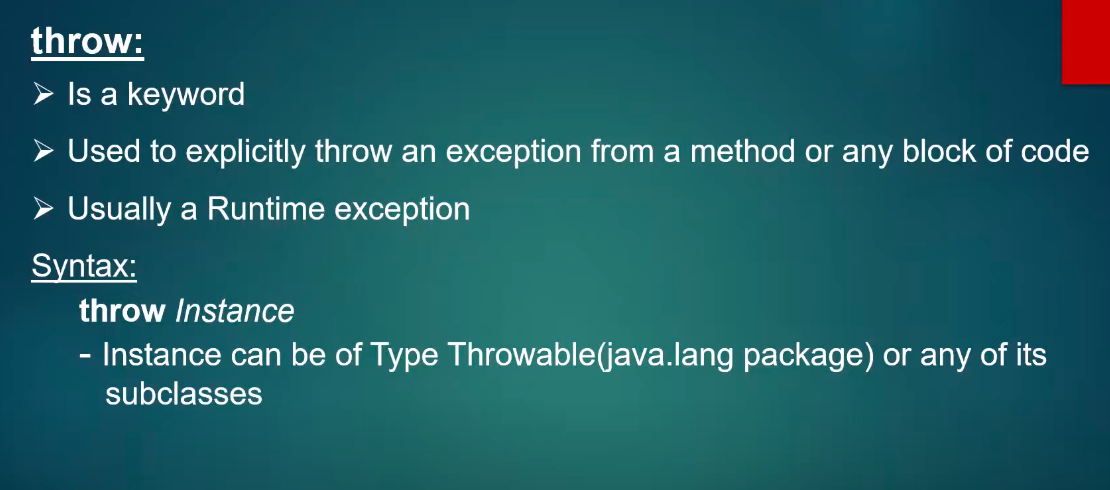 throw:
➢ Is a keyword
➢ Used to explicitly throw an exception from a method or any block of code
➢ Usually a Runtime exception
Syntax:
throw Instance
- Instance can be of Type Throwable(java.lang package) or any of its
subclasses